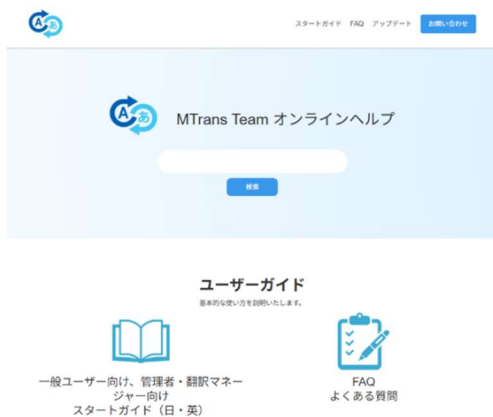 A あ
スタートガイド FAQ アップデート お問い合わせ
A あ
MTrans Team オンラインヘルプ
検索
ユーザーガイド
基本的な使い方を説明いたします。
一般ユーザー向け、管理者・翻訳マネー
ジャー向け
スタートガイド（日・英）
FAQ
よくある質問